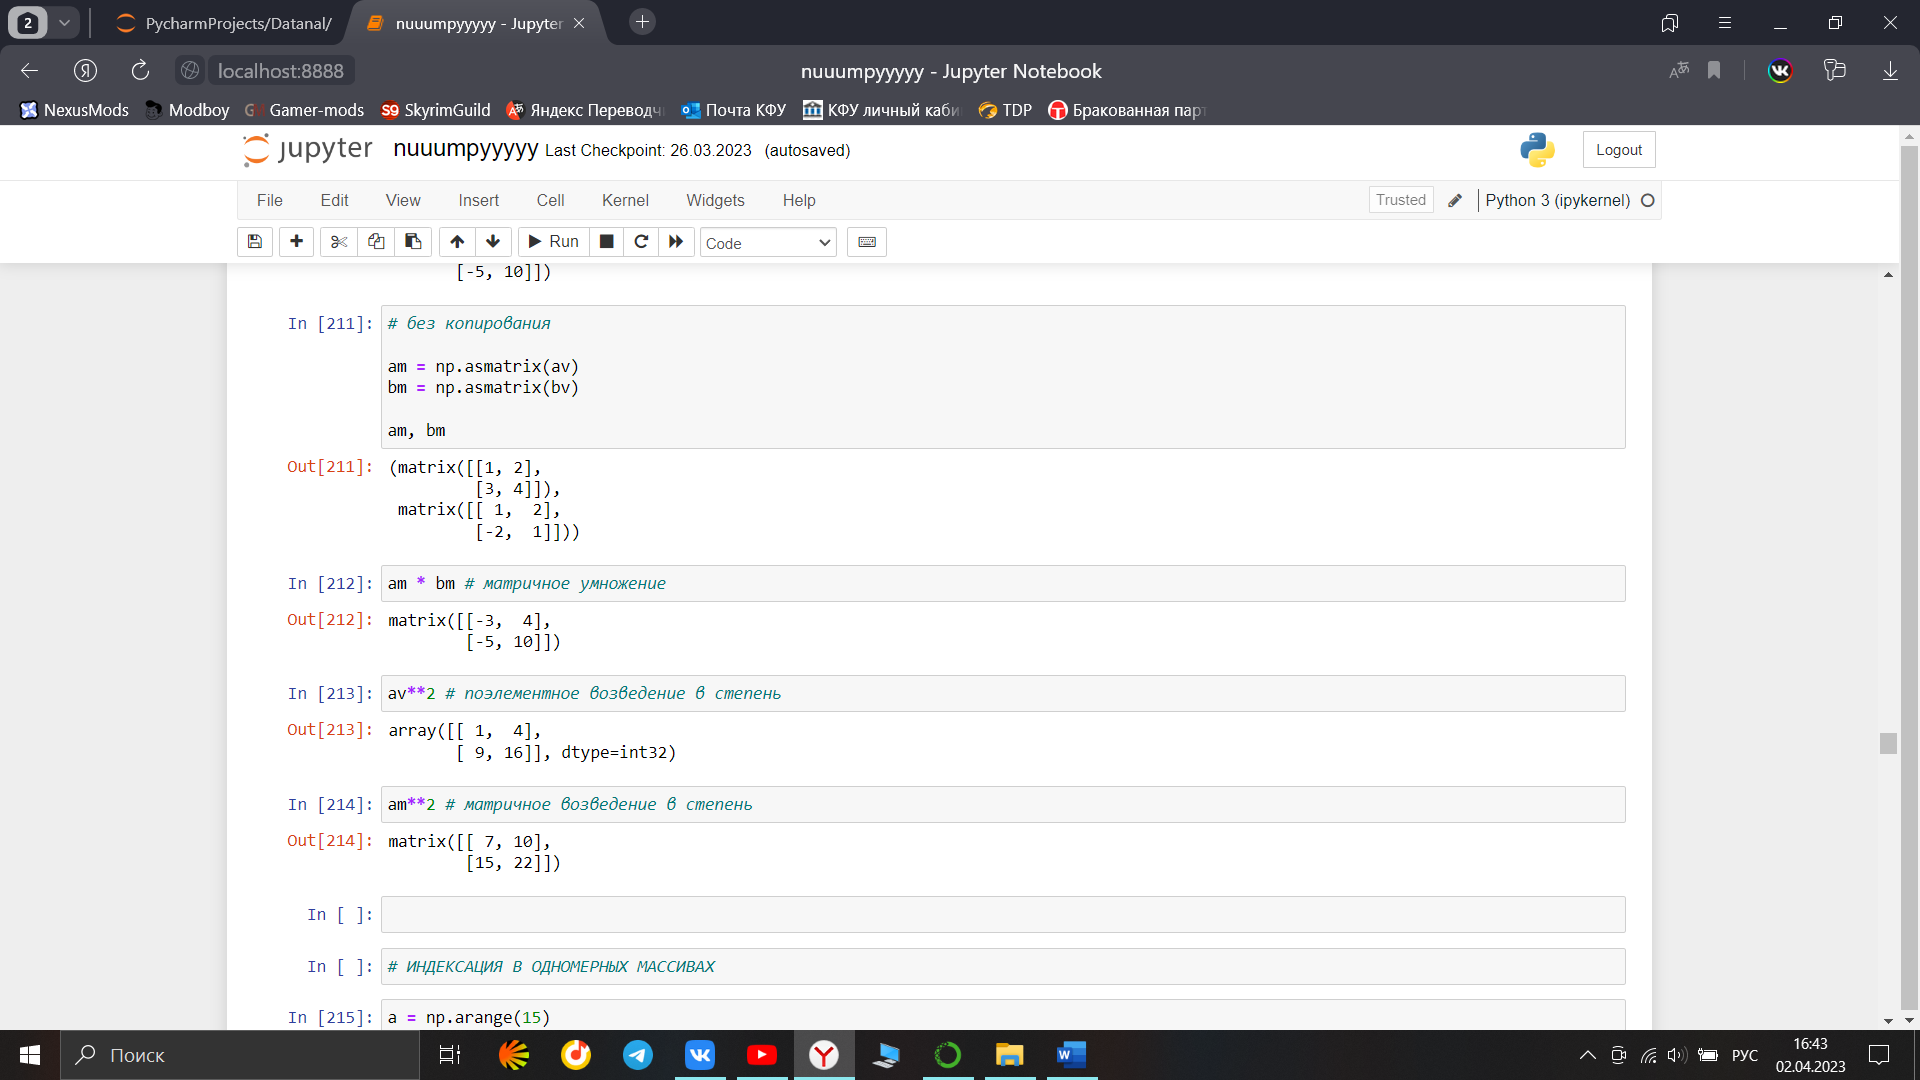 2
PycharmProjects/Datanal/
nuuumpyyyyy - Jupyter
localhost:8888
nuuumpyyyyy - Jupyter Notebook
NexusMods
Modboy
Gamer-mods
S9 SkyrimGuild
Яндекс Переводч
Почта КФУ
КФУ личный каби
TDP
Бракованная парт
jupyter nuuumpyyyyy Last Checkpoint: 26.03.2023 (autosaved)
Logout
File Edit View Insert Cell Kernel Widgets Help
Trusted
Python 3 (ipykernel)
Run
Code
[-5, 10]])
In [211]: # без копирования
am = np.asmatrix(av)
bm = np.asmatrix(bv)
am, bm
Out[211]: (matrix([[1, 2],
[3, 4]]),
matrix([[ 1,  2],
[-2,  1]]))
In [212]: am * bm # матричное умножение
Out[212]: matrix([[-3,  4],
[-5, 10]])
In [213]: av**2 # поэлементное возведение в степень
Out[213]: array([[ 1,  4],
[ 9, 16]], dtype=int32)
In [214]: am**2 # матричное возведение в степень
Out[214]: matrix([[ 7, 10],
[15, 22]])
In [ ]:
In [ ]: # ИНДЕКСАЦИЯ В ОДНОМЕРНЫХ МАССИВАХ
In [215]: a = np.arange(15)
Поиск
РУС
16:43
02.04.2023